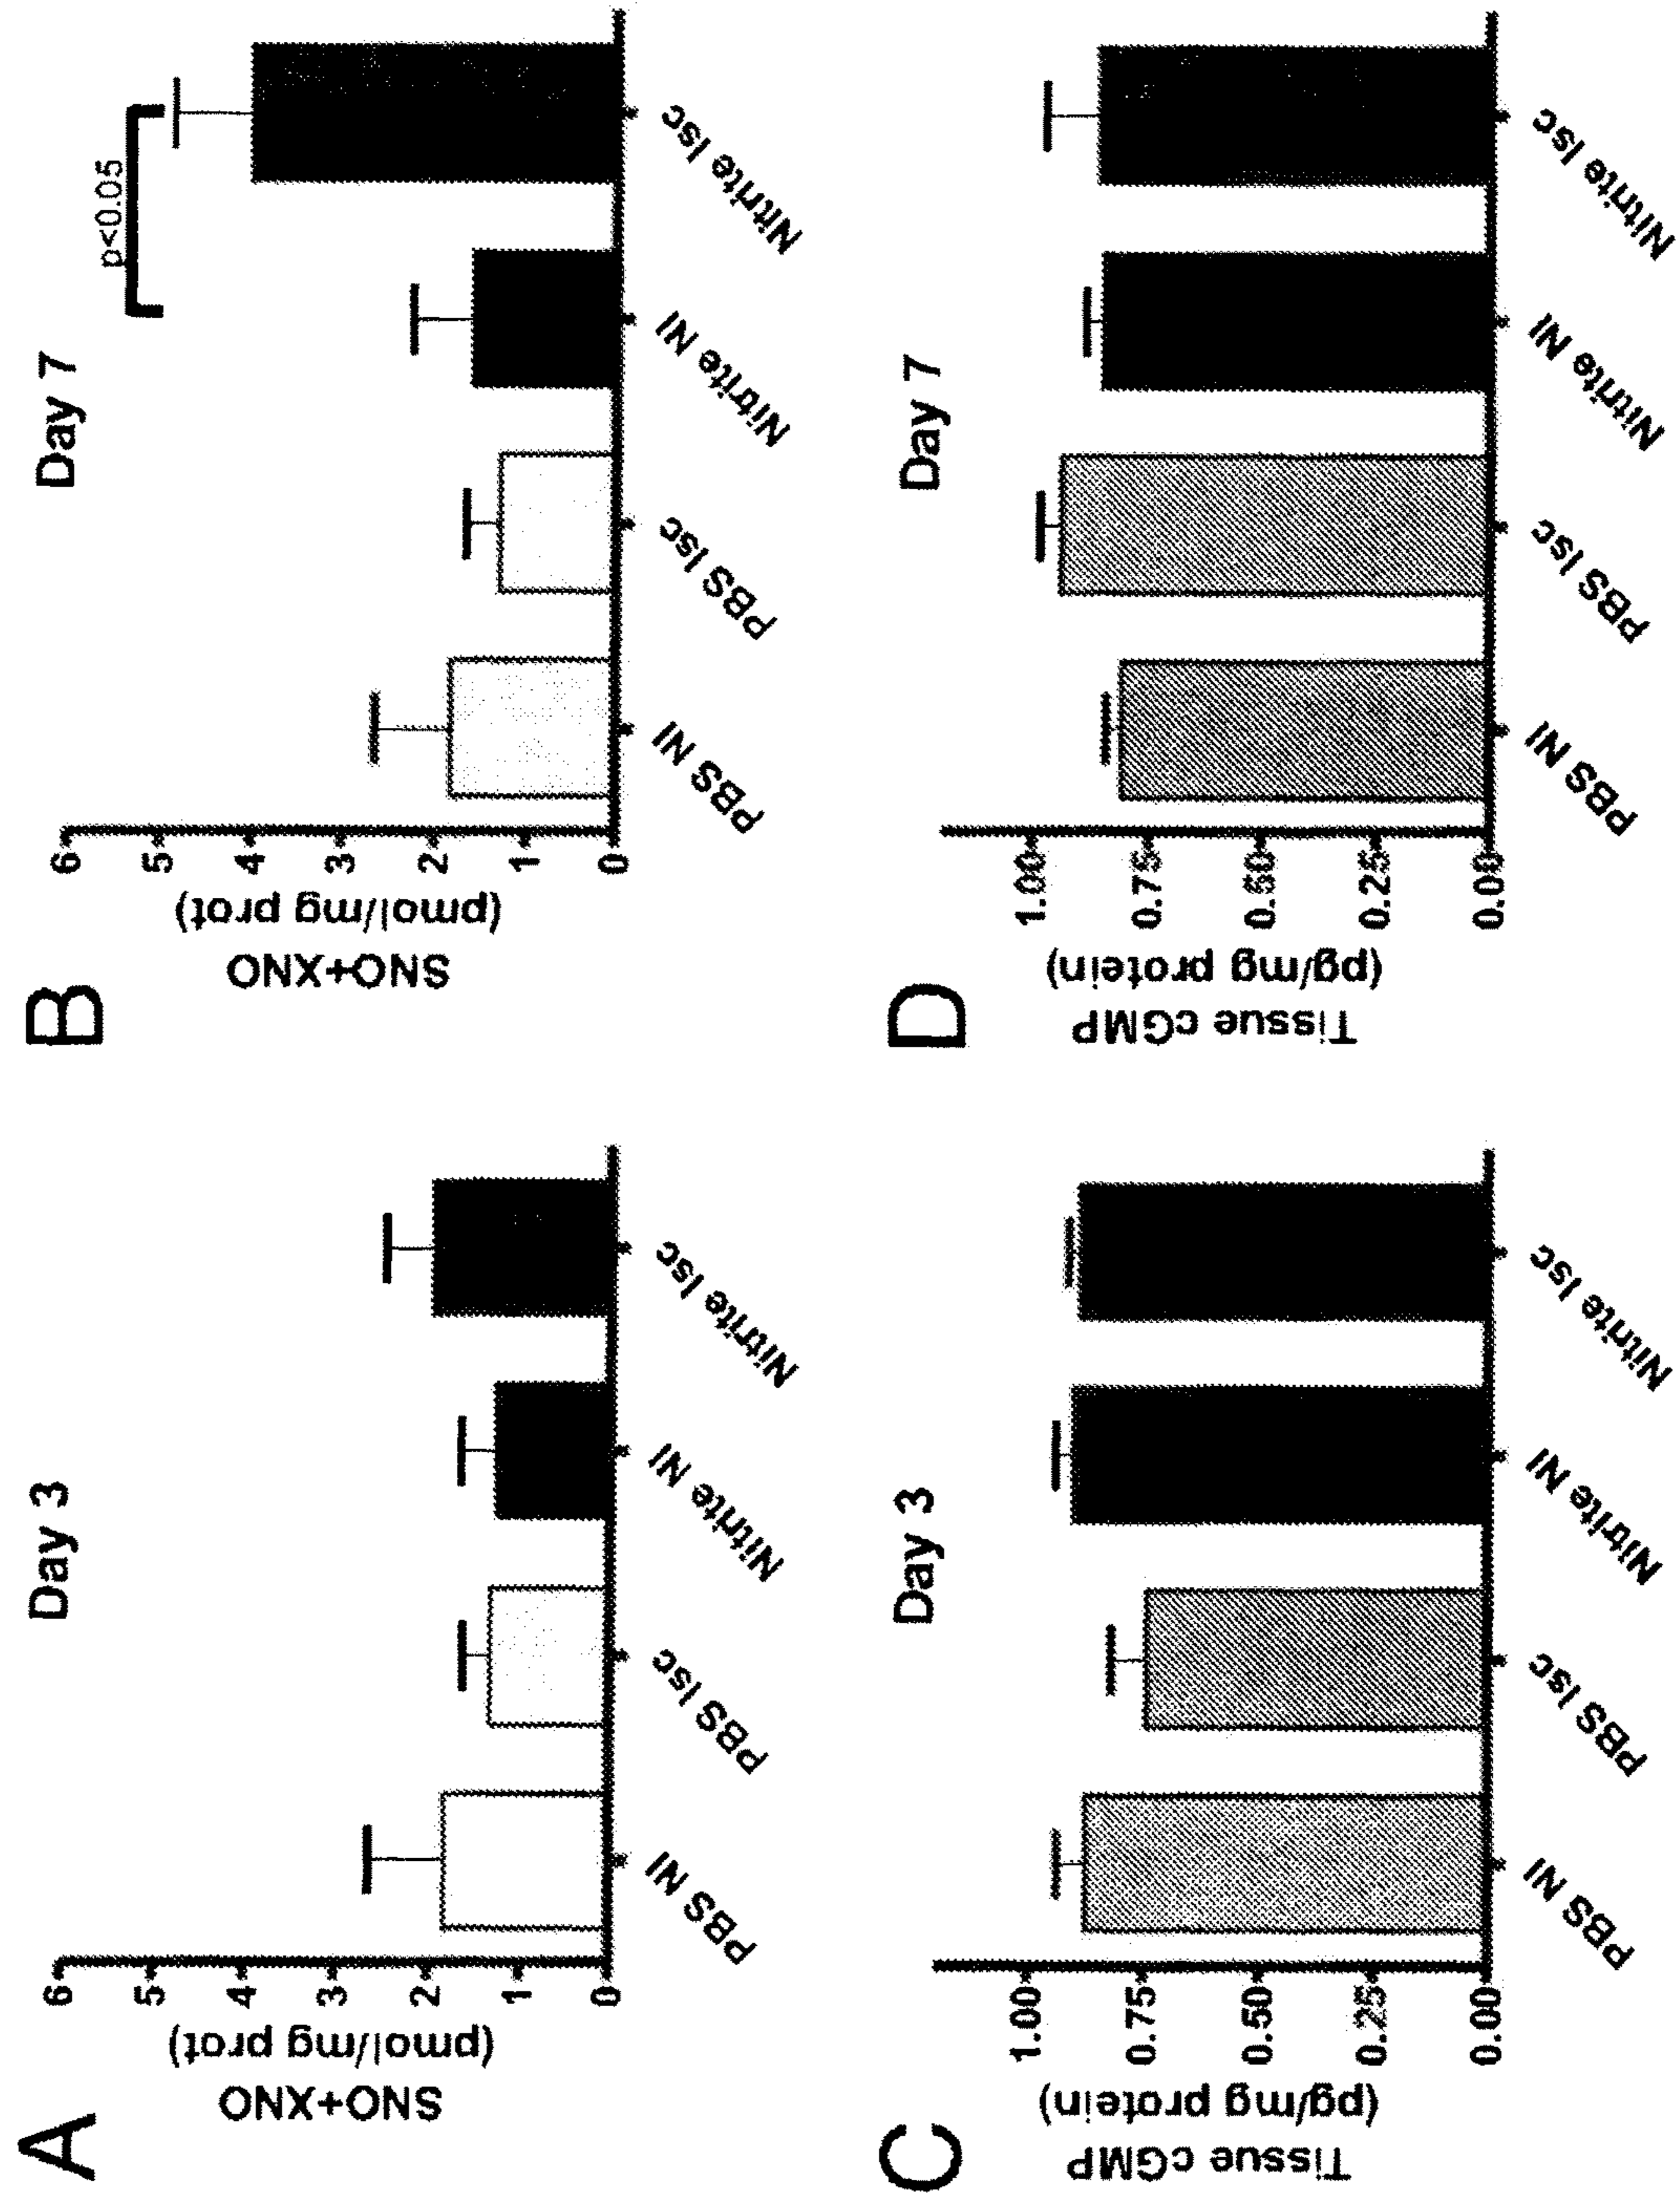 A
Day 3
SNO+XNO
(pmol/mg prot)
6
5
4
3
2
1
0
PBS NI
PBS Isc
Nitrite NI
Nitrite Isc
B
Day 7
p<0.05
SNO+XNO
(pmol/mg prot)
6
5
4
3
2
1
0
PBS NI
PBS Isc
Nitrite NI
Nitrite Isc
C
Day 3
Tissue cGMP
(pg/mg protein)
1.00
0.75
0.50
0.25
0.00
PBS NI
PBS Isc
Nitrite NI
Nitrite Isc
D
Day 7
Tissue cGMP
(pg/mg protein)
1.00
0.75
0.50
0.25
0.00
PBS NI
PBS Isc
Nitrite NI
Nitrite Isc